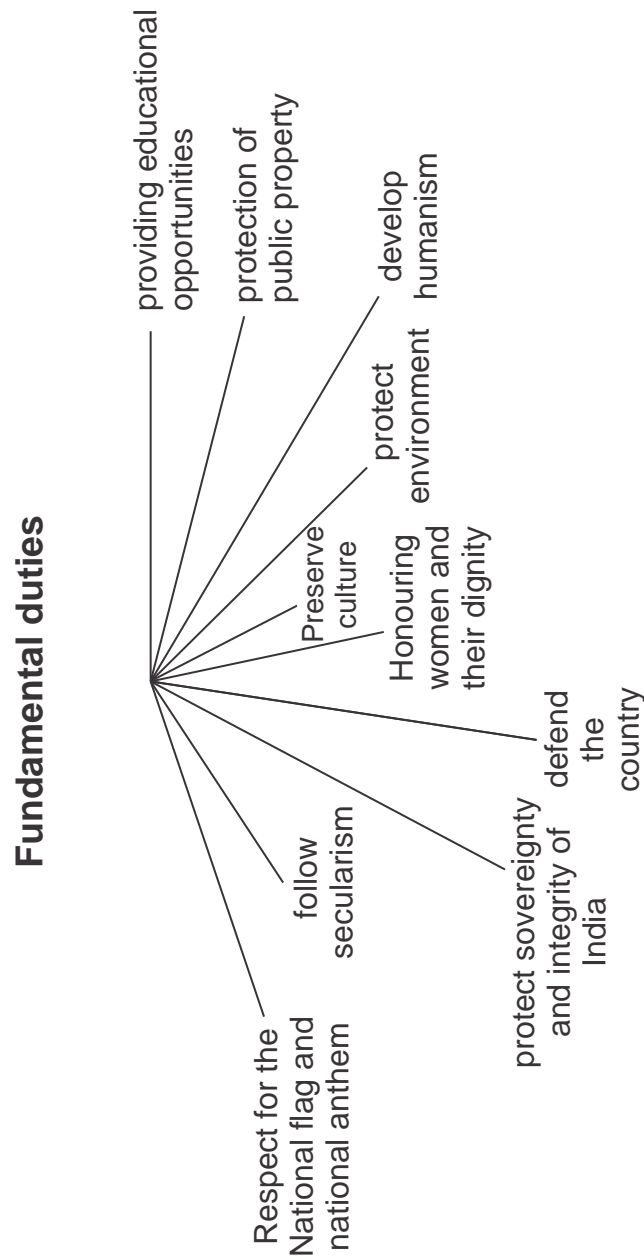 Fundamental duties
Respect for the
National flag and
national anthem
follow
secularism
protect sovereignty
and integrity of
India
defend
the
country
Honouring
women and
their dignity
Preserve
culture
protect
environment
develop
humanism
protection of
public property
providing educational
opportunities